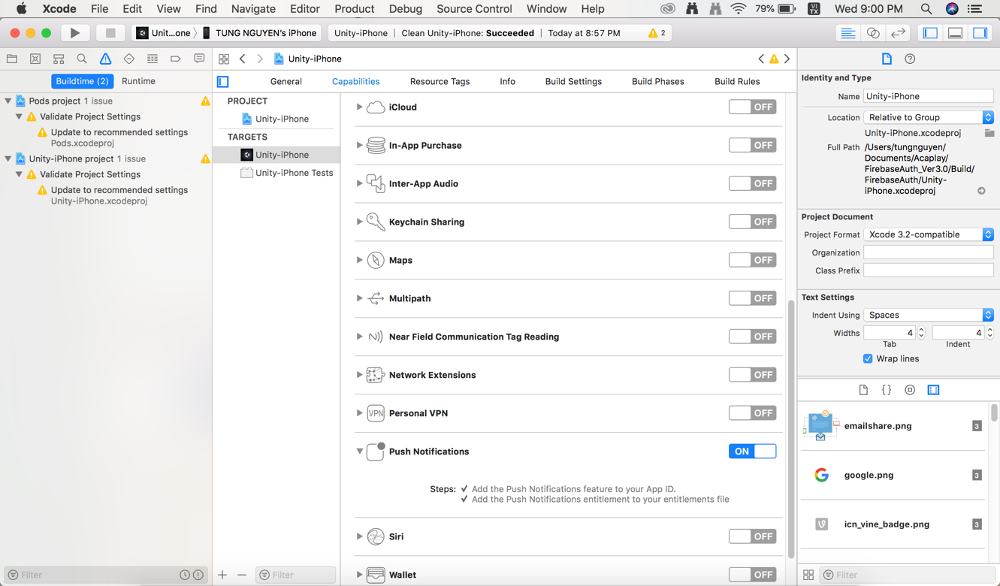 Xcode File Edit View Find Navigate Editor Product Debug Source Control Window Help 79% VI TX Wed 9:00 PM
Unit...one TUNG NGUYEN's iPhone Unity-iPhone | Clean Unity-iPhone: Succeeded | Today at 8:57 PM 2
Unity-iPhone
Buildtime (2) Runtime
Pods project 1 issue
Validate Project Settings
Update to recommended settings
Pods.xcodeproj
Unity-iPhone project 1 issue
Validate Project Settings
Update to recommended settings
Unity-iPhone.xcodeproj
Filter
General Capabilities Resource Tags Info Build Settings Build Phases Build Rules
PROJECT
Unity-iPhone
TARGETS
Unity-iPhone
Unity-iPhone Tests
Filter
iCloud OFF
In-App Purchase OFF
Inter-App Audio OFF
Keychain Sharing OFF
Maps OFF
Multipath OFF
Near Field Communication Tag Reading OFF
Network Extensions OFF
VPN Personal VPN OFF
Push Notifications ON
Steps: ✓ Add the Push Notifications feature to your App ID.
✓ Add the Push Notifications entitlement to your entitlements file
Siri OFF
Wallet OFF
Identity and Type
Name Unity-iPhone
Location Relative to Group
Unity-iPhone.xcodeproj
Full Path /Users/tungnguyen/
Documents/Acaplay/
FirebaseAuth_Ver3.0/Build/
FirebaseAuth/Unity-
iPhone.xcodeproj
Project Document
Project Format Xcode 3.2-compatible
Organization
Class Prefix
Text Settings
Indent Using Spaces
Widths 4 4
Tab Indent
Wrap lines
{ }
emailshare.png 3
google.png 3
icn_vine_badge.png 3
Filter